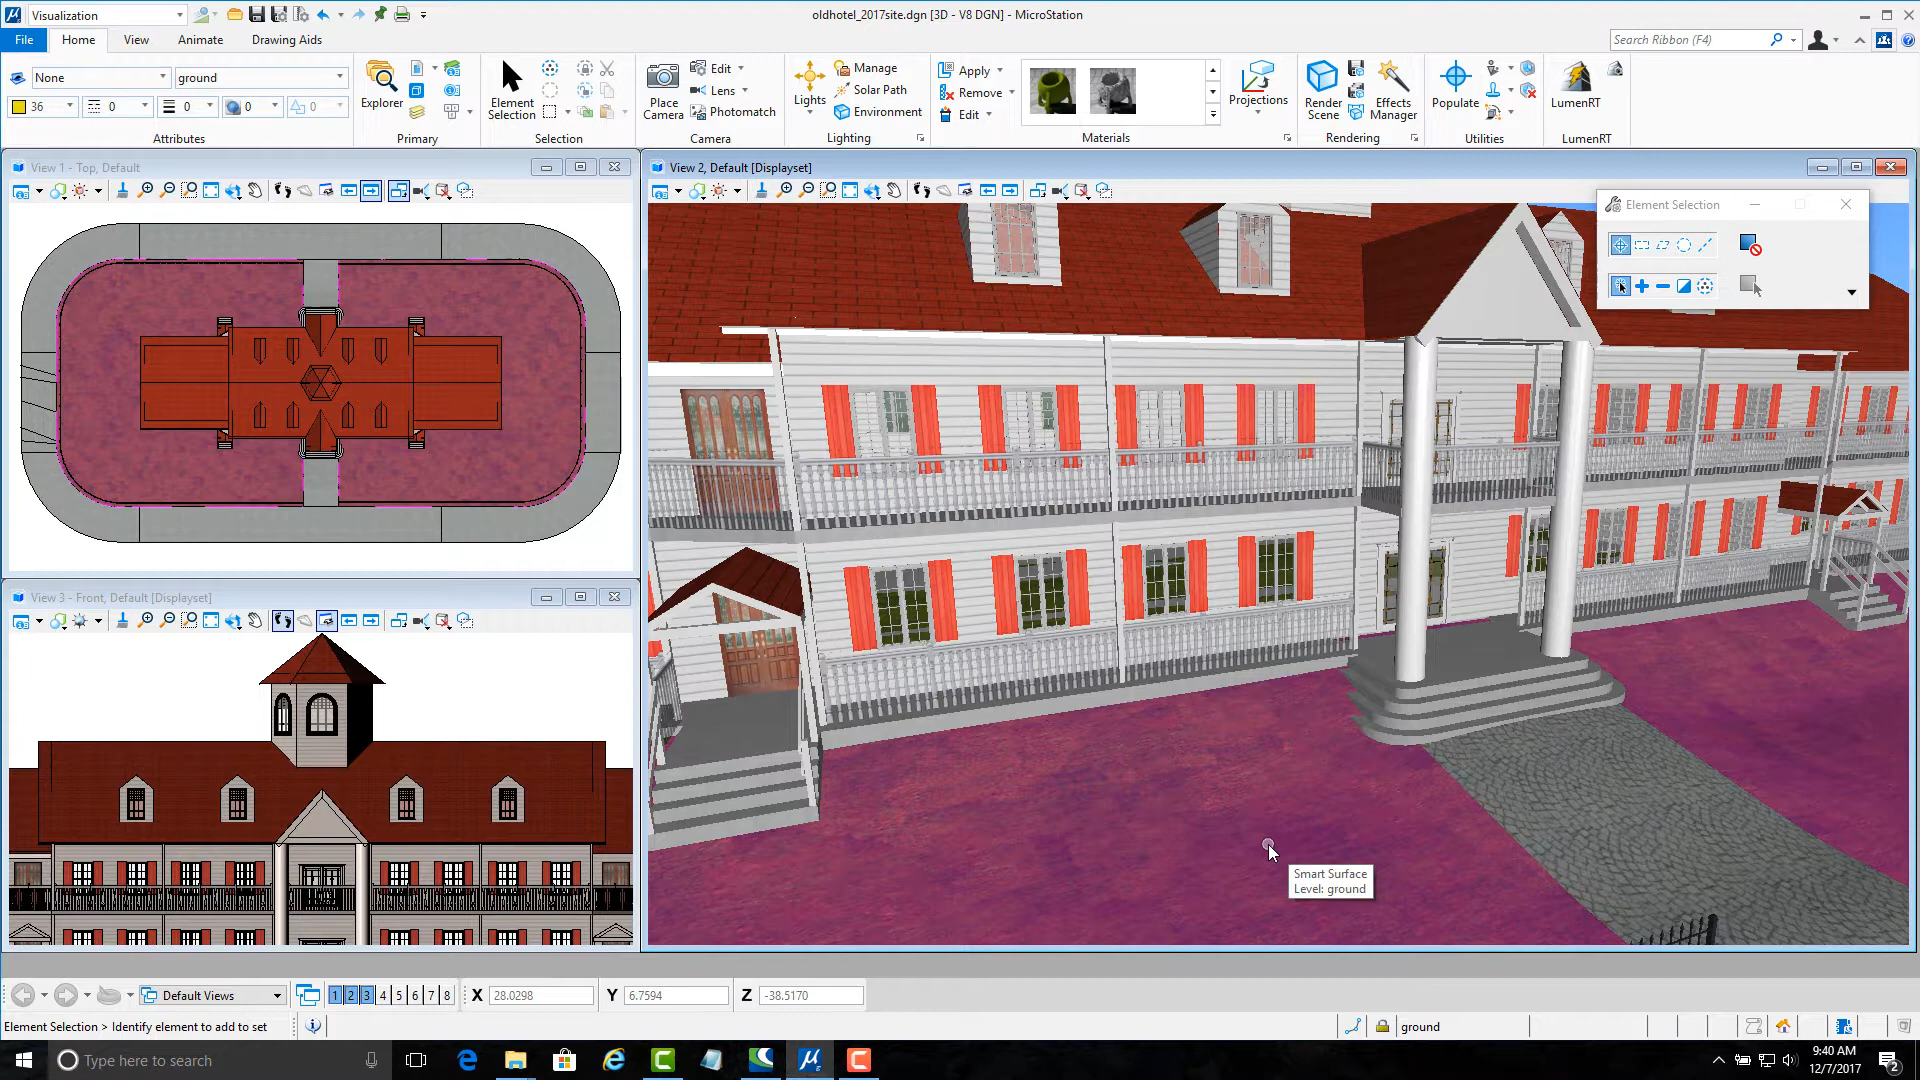 Visualization
oldhotel_2017site.dgn [3D - V8 DGN] - MicroStation
File
Home
View
Animate
Drawing Aids
Search Ribbon (F4)
None
ground
36
0
0
0
0
Attributes
Explorer
Primary
Element
Selection
Selection
Place
Camera
Edit
Lens
Photomatch
Camera
Lights
Manage
Solar Path
Environment
Lighting
Apply
Remove
Edit
Materials
Projections
Render
Scene
Effects
Manager
Rendering
Populate
Utilities
LumenRT
LumenRT
View 1 - Top, Default
View 2, Default [Displayset]
Element Selection
Smart Surface
Level: ground
View 3 - Front, Default [Displayset]
Default Views
1 2 3 4 5 6 7 8
X 28.0298
Y 6.7594
Z -38.5170
Element Selection > Identify element to add to set
ground
Type here to search
9:40 AM
12/7/2017
2